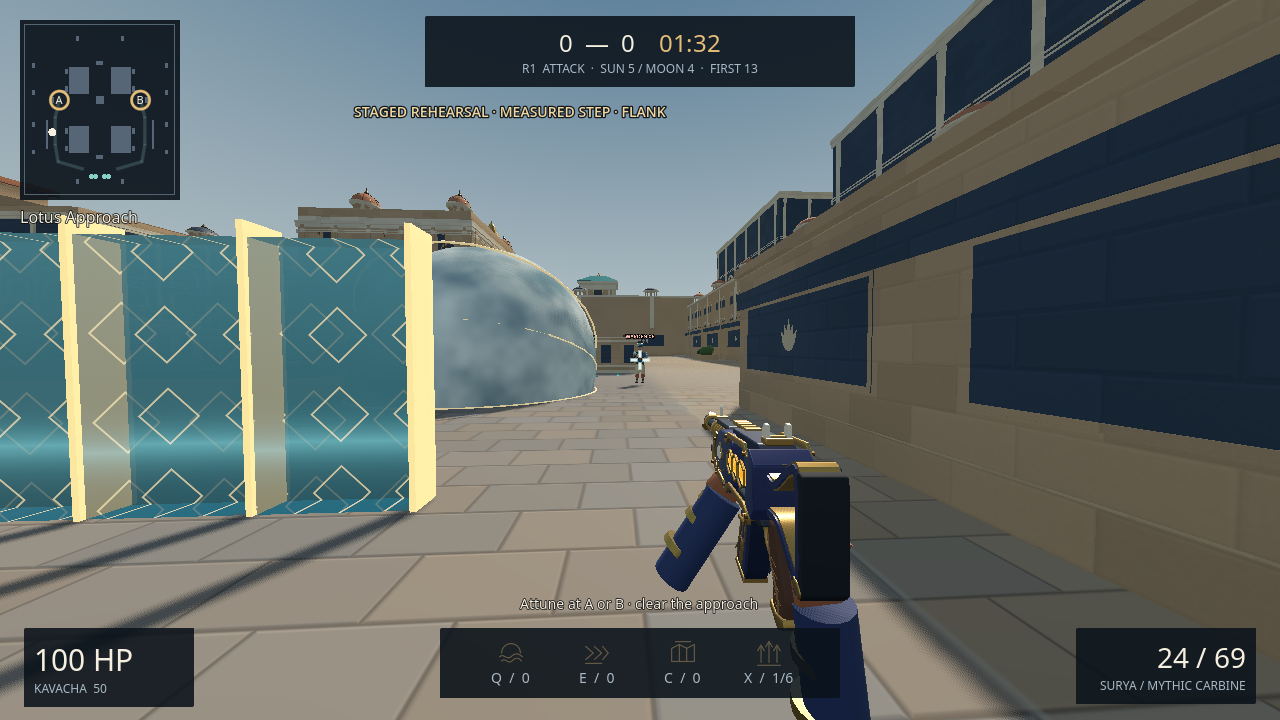 0 — 0 01:32
R1 ATTACK · SUN 5 / MOON 4 · FIRST 13
STAGED REHEARSAL · MEASURED STEP · FLANK
A
B
Lotus Approach
Attune at A or B · clear the approach
100 HP
KAVACHA 50
Q / 0
E / 0
C / 0
X / 1/6
24 / 69
SURYA / MYTHIC CARBINE